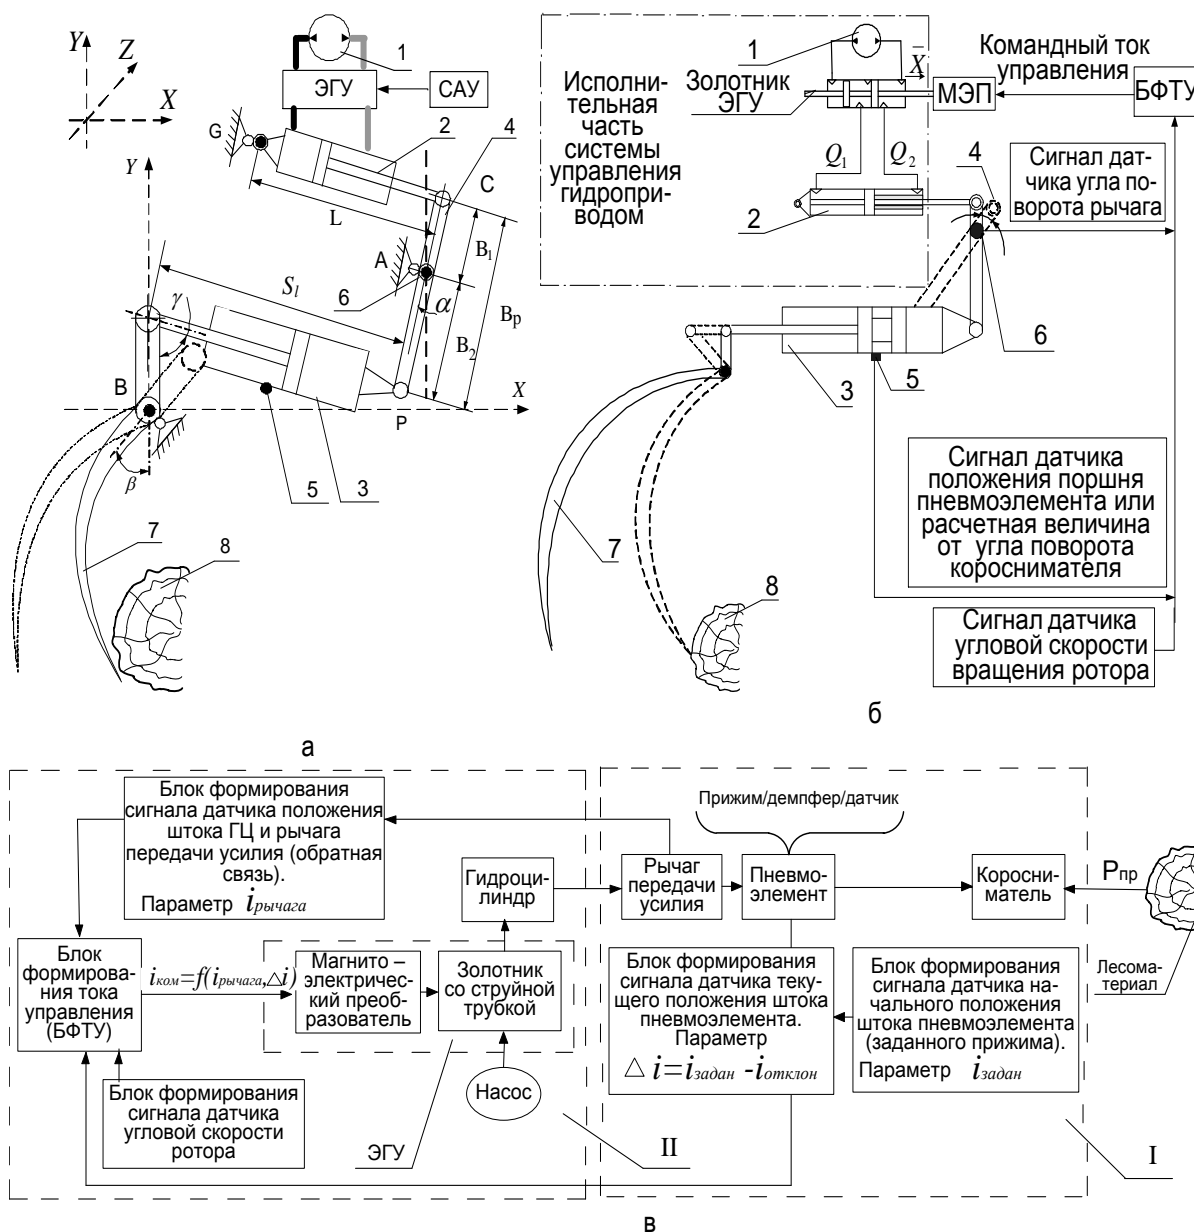 Y
Z
X
1
ЭГУ
САУ
G
2
4
Y
C
L
A
B₁
6
α
Bр
Sₗ
γ
B₂
B
X
P
β
5
3
7
8
а
1
X
Командный ток
управления
Исполни-
тельная
часть
системы
управления
гидропри-
водом
Золотник
ЭГУ
МЭП
БФТУ
Q₁
Q₂
4
Сигнал дат-
чика угла по-
ворота рычага
2
6
3
5
Сигнал датчика
положения поршня
пневмоэлемента или
расчетная величина
от угла поворота
короснимателя
7
8
Сигнал датчика
угловой скорости
вращения ротора
б
Блок формирования
сигнала датчика положения
штока ГЦ и рычага
передачи усилия (обратная
связь).
Параметр iрычага
Прижим/демпфер/датчик
Гидроци-
линдр
Рычаг
передачи
усилия
Пневмо-
элемент
Коросни-
матель
Рпр
Лесома-
териал
Блок
формирова-
ния тока
управления
(БФТУ)
iком=f(iрычага,△i)
Магнито –
электричес-
кий преоб-
разователь
Золотник
со струйной
трубкой
Блок формирования
сигнала датчика теку-
щего положения штока
пневмоэлемента.
Параметр
△ i=iзадан -iотклон
Блок формирования
сигнала датчика на-
чального положения
штока пневмоэлемента
(заданного прижима).
Параметр iзадан
Насос
Блок формирования
сигнала датчика
угловой скорости
ротора
ЭГУ
II
I
в